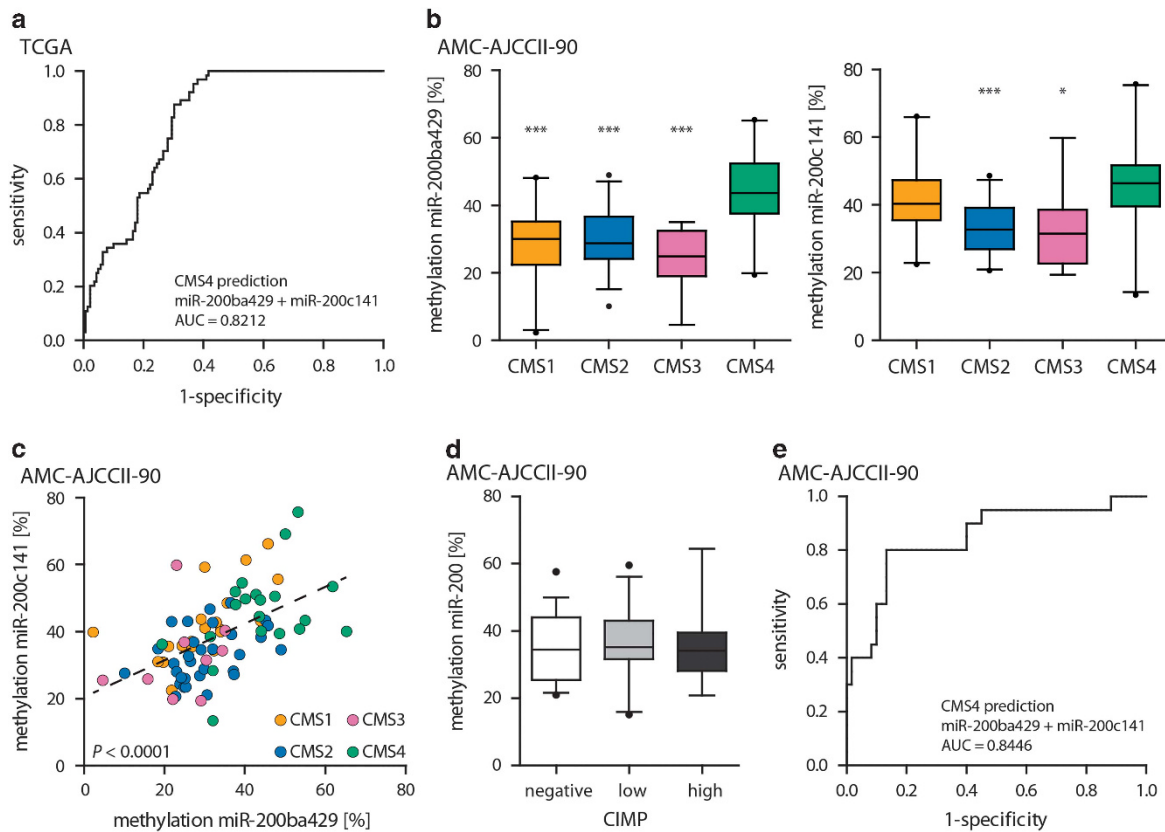 a
TCGA
1.0
0.8
0.6
0.4
0.2
0.0
sensitivity
CMS4 prediction
miR-200ba429 + miR-200c141
AUC = 0.8212
0.0 0.2 0.4 0.6 0.8 1.0
1-specificity
b
AMC-AJCCII-90
methylation miR-200ba429 [%]
80
60
40
20
0
*** *** ***
CMS1 CMS2 CMS3 CMS4
methylation miR-200c141 [%]
80
60
40
20
0
*** *
CMS1 CMS2 CMS3 CMS4
c
AMC-AJCCII-90
methylation miR-200c141 [%]
80
60
40
20
0
CMS1 CMS3
CMS2 CMS4
P < 0.0001
0 20 40 60 80
methylation miR-200ba429 [%]
d
AMC-AJCCII-90
methylation miR-200 [%]
80
60
40
20
0
negative low high
CIMP
e
AMC-AJCCII-90
sensitivity
1.0
0.8
0.6
0.4
0.2
0.0
CMS4 prediction
miR-200ba429 + miR-200c141
AUC = 0.8446
0.0 0.2 0.4 0.6 0.8 1.0
1-specificity